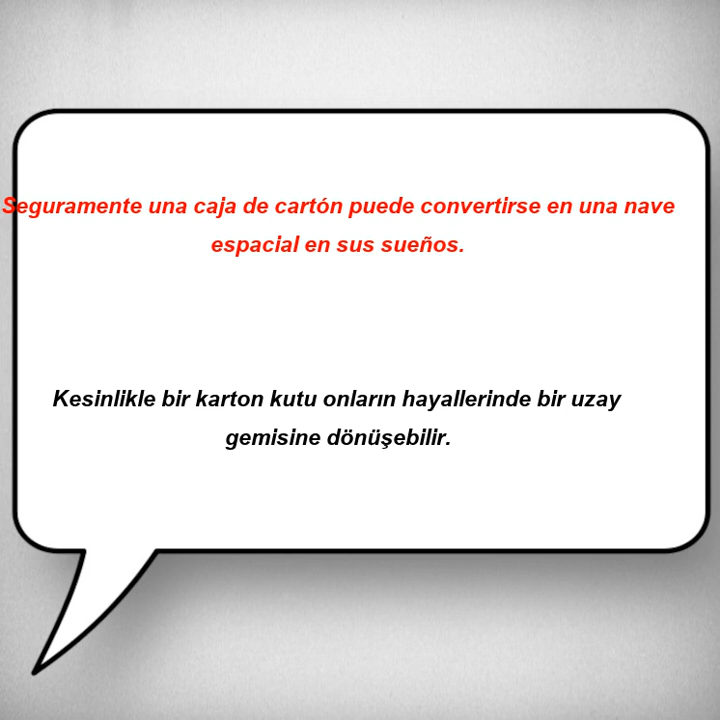 Seguramente una caja de cartón puede convertirse en una nave
espacial en sus sueños.
Kesinlikle bir karton kutu onların hayallerinde bir uzay
gemisine dönüşebilir.